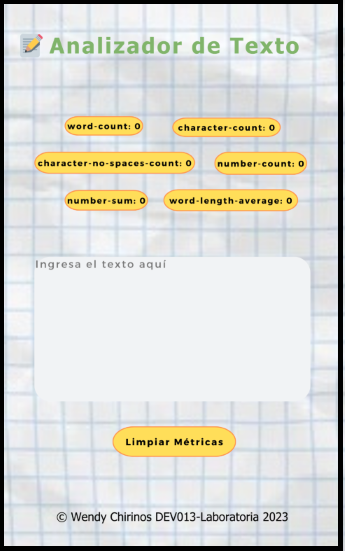 Analizador de Texto
word-count: 0
character-count: 0
character-no-spaces-count: 0
number-count: 0
number-sum: 0
word-length-average: 0
Ingresa el texto aquí
Limpiar Métricas
© Wendy Chirinos DEV013-Laboratoria 2023